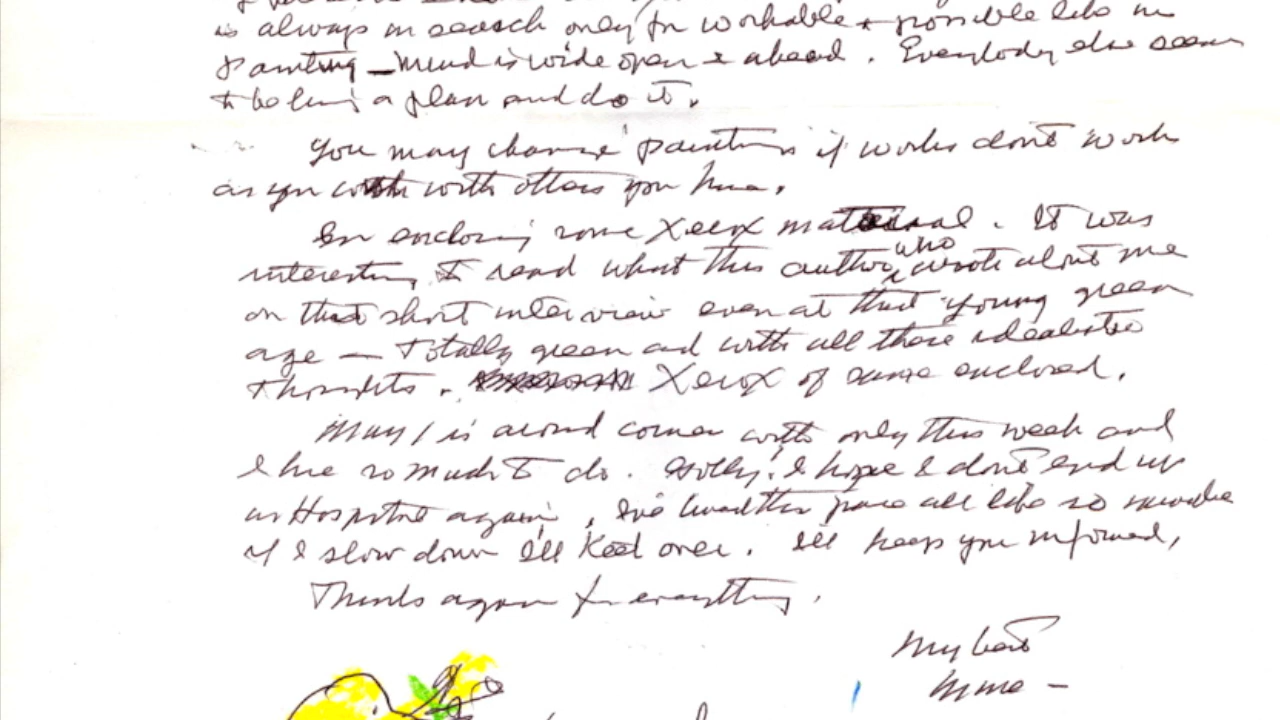 is always in search only for workable + possible like in
painting — mind is wide open & ahead. Everybody else seems
to be having a plan and do it.
You may change paintings if works don't work
as you with others you have.
Im enclosing some Xerox material. It was
interesting to read what this author who wrote about me
on that short interview even at that young green
age — Totally green and with all those idealistic
thoughts. Xerox of same enclosed.
May 1 is around corner with only this week and
I have so much to do. Golly! I hope I don't end up
in Hospital again. I've lived this pace all life so
if I slow down I'll Keel over. I'll keep you informed,
Thanks again for everything.
My best